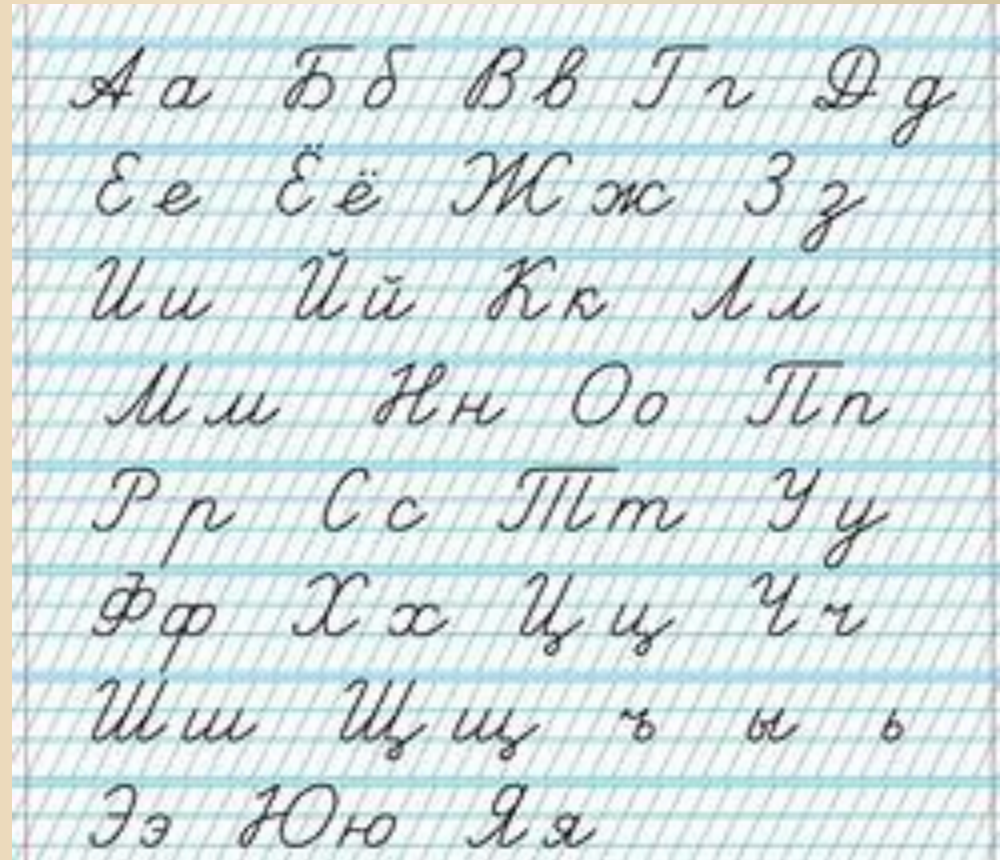 Аа Бб Вв Гг Дд
Ее Ёё Жж Зз
Ии Йй Кк Лл
Мм Нн Оо Пп
Рр Сс Тт Уу
Фф Хх Цц Чч
Шш Щщ ъ ы ь
Ээ Юю Яя